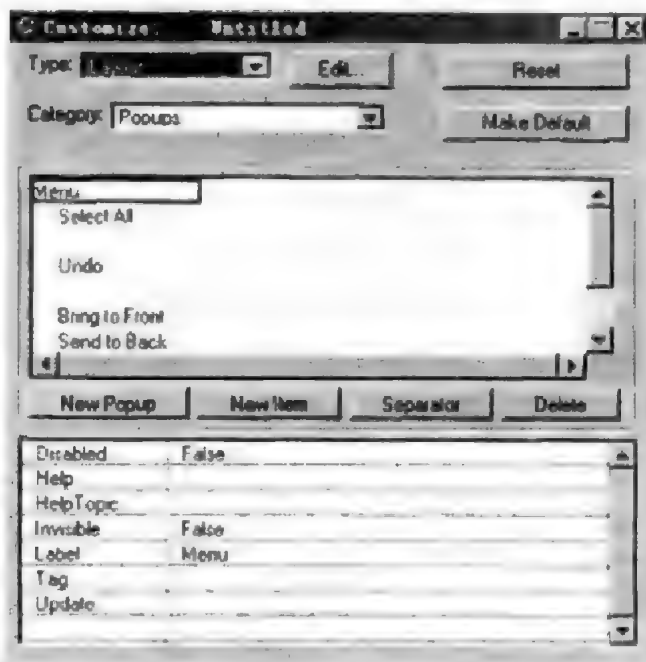 Customize: Untitled
Type: Edit... Reset
Category: Popups Make Default
Menu
Select All
Undo
Bring to Front
Send to Back
New Popup New Item Separator Delete
Disabled False
Help
HelpTopic
Invisible False
Label Menu
Tag
Update